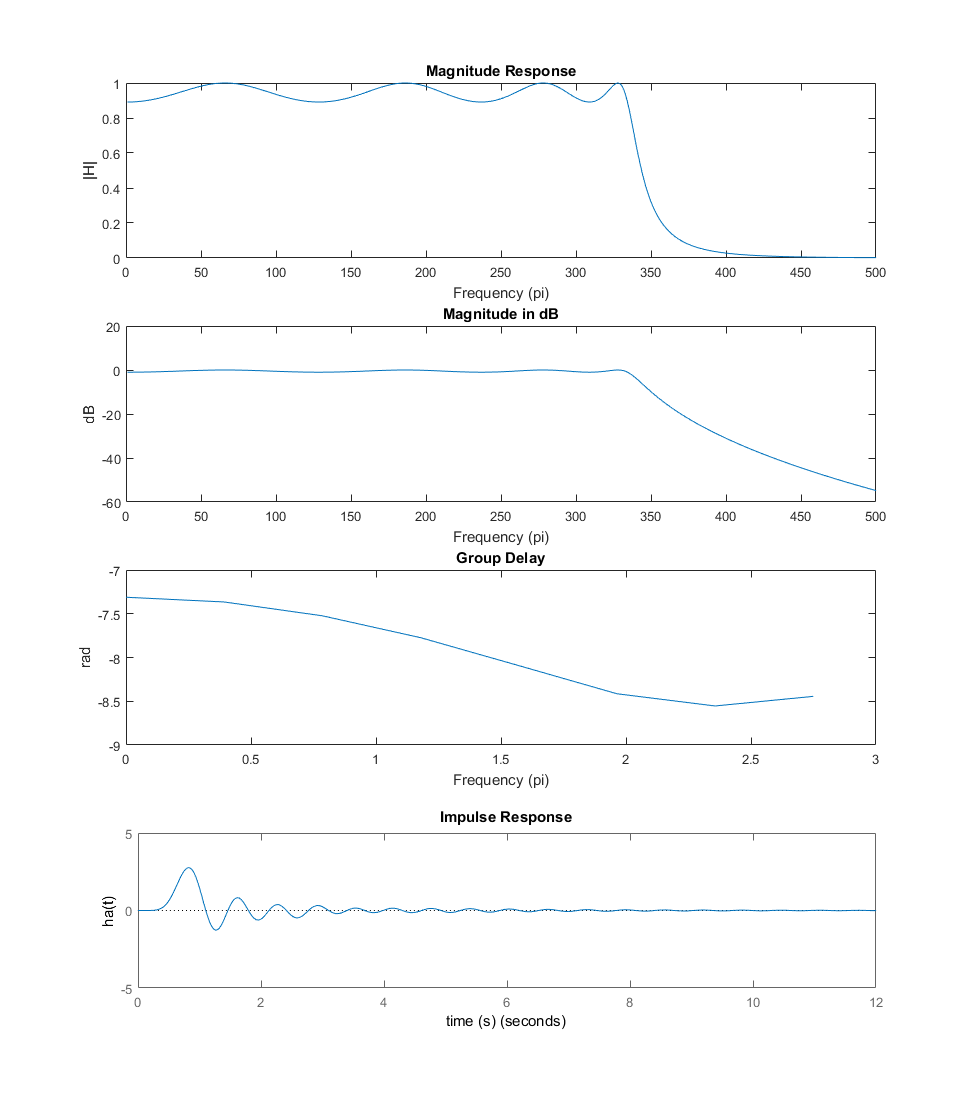 Magnitude Response
1
0.8
0.6
0.4
0.2
0
|H|
0 50 100 150 200 250 300 350 400 450 500
Frequency (pi)
Magnitude in dB
20
0
-20
-40
-60
dB
0 50 100 150 200 250 300 350 400 450 500
Frequency (pi)
Group Delay
-7
-7.5
-8
-8.5
-9
rad
0 0.5 1 1.5 2 2.5 3
Frequency (pi)
Impulse Response
5
0
-5
ha(t)
0 2 4 6 8 10 12
time (s) (seconds)